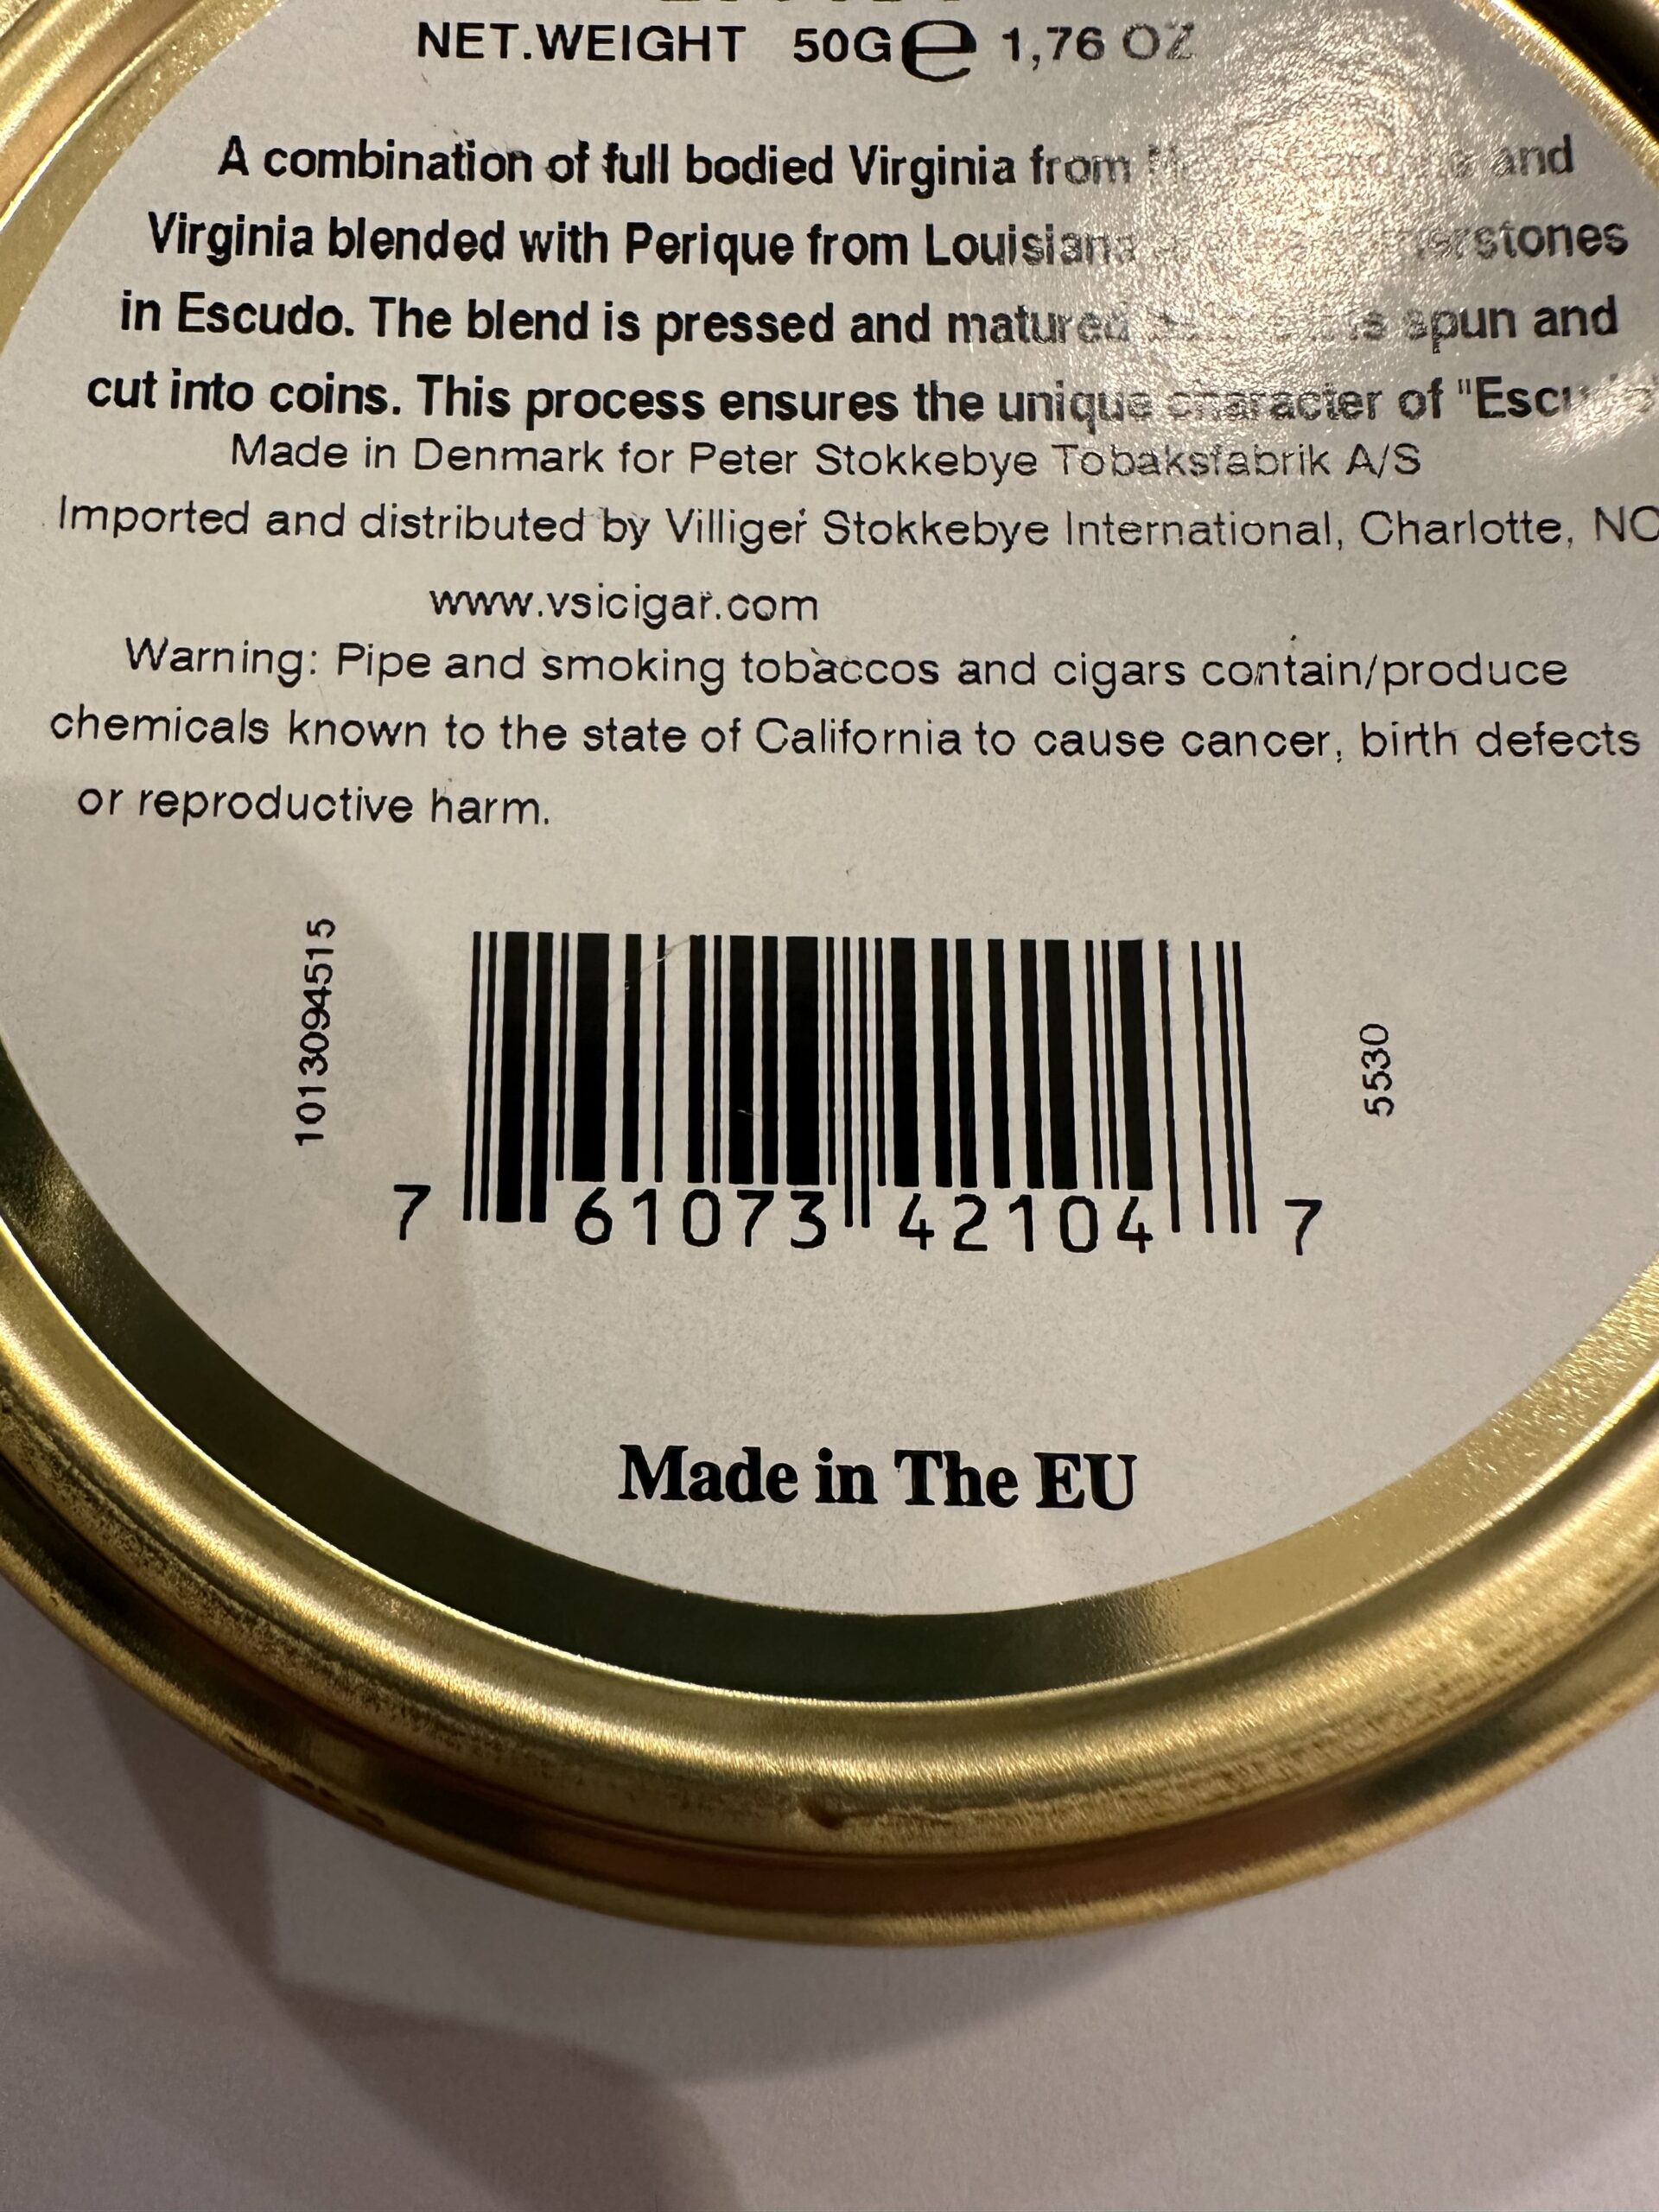 NET.WEIGHT 50G e 1,76 OZ
A combination of full bodied Virginia from and
Virginia blended with Perique from Louisiana
in Escudo. The blend is pressed and matured spun and
cut into coins. This process ensures the unique character of "Escudo
Made in Denmark for Peter Stokkebye Tobaksfabrik A/S
Imported and distributed by Villiger Stokkebye International, Charlotte, NC
www.vsicigar.com
Warning: Pipe and smoking tobaccos and cigars contain/produce
chemicals known to the state of California to cause cancer, birth defects
or reproductive harm.
1013094515
5530
7 61073 42104 7
Made in The EU